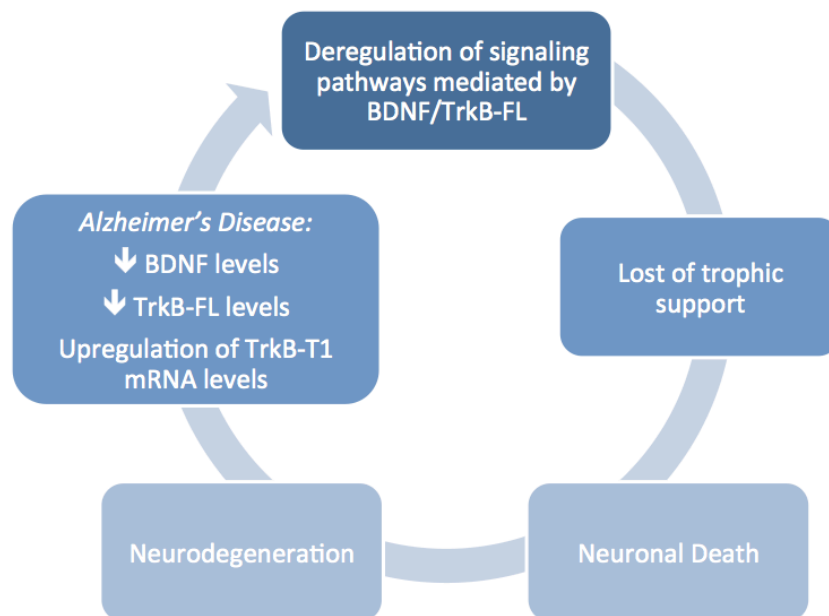 Deregulation of signaling
pathways mediated by
BDNF/TrkB-FL
Alzheimer's Disease:
↓ BDNF levels
↓ TrkB-FL levels
Upregulation of TrkB-T1
mRNA levels
Lost of trophic
support
Neurodegeneration
Neuronal Death